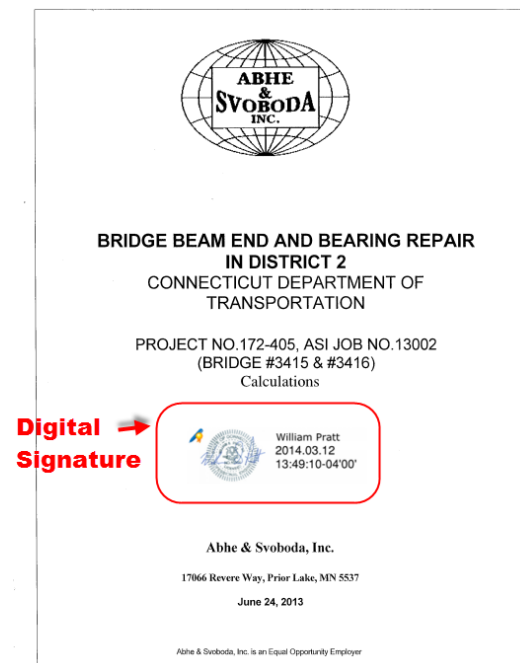 ABHE
&
SVOBODA
INC.
BRIDGE BEAM END AND BEARING REPAIR
IN DISTRICT 2
CONNECTICUT DEPARTMENT OF
TRANSPORTATION
PROJECT NO.172-405, ASI JOB NO.13002
(BRIDGE #3415 & #3416)
Calculations
Digital
Signature
William Pratt
2014.03.12
13:49:10-04'00'
Abhe & Svoboda, Inc.
17066 Revere Way, Prior Lake, MN 5537
June 24, 2013
Abhe & Svoboda, Inc. is an Equal Opportunity Employer